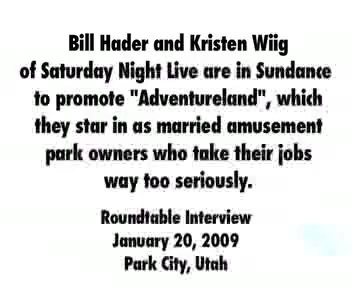 Bill Hader and Kristen Wiig
of Saturday Night Live are in Sundance
to promote "Adventureland", which
they star in as married amusement
park owners who take their jobs
way too seriously.
Roundtable Interview
January 20, 2009
Park City, Utah